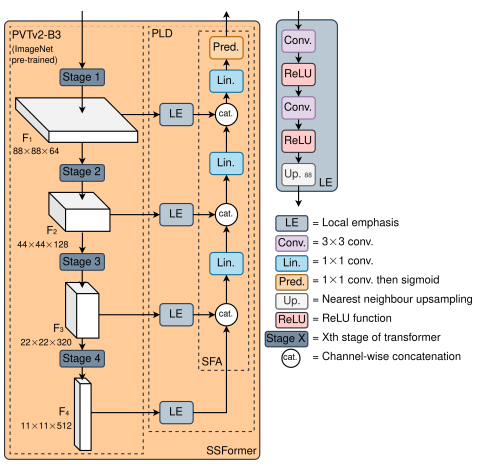 PVTv2-B3
(ImageNet
pre-trained)
PLD
Stage 1
F₁
88×88×64
Stage 2
F₂
44×44×128
Stage 3
F₃
22×22×320
Stage 4
F₄
11×11×512
LE
LE
LE
LE
Pred.
Lin.
cat.
Lin.
cat.
Lin.
cat.
SFA
SSFormer
Conv.
ReLU
Conv.
ReLU
Up. 88
LE
LE = Local emphasis
Conv. = 3×3 conv.
Lin. = 1×1 conv.
Pred. = 1×1 conv. then sigmoid
Up. = Nearest neighbour upsampling
ReLU = ReLU function
Stage X = Xth stage of transformer
cat. = Channel-wise concatenation